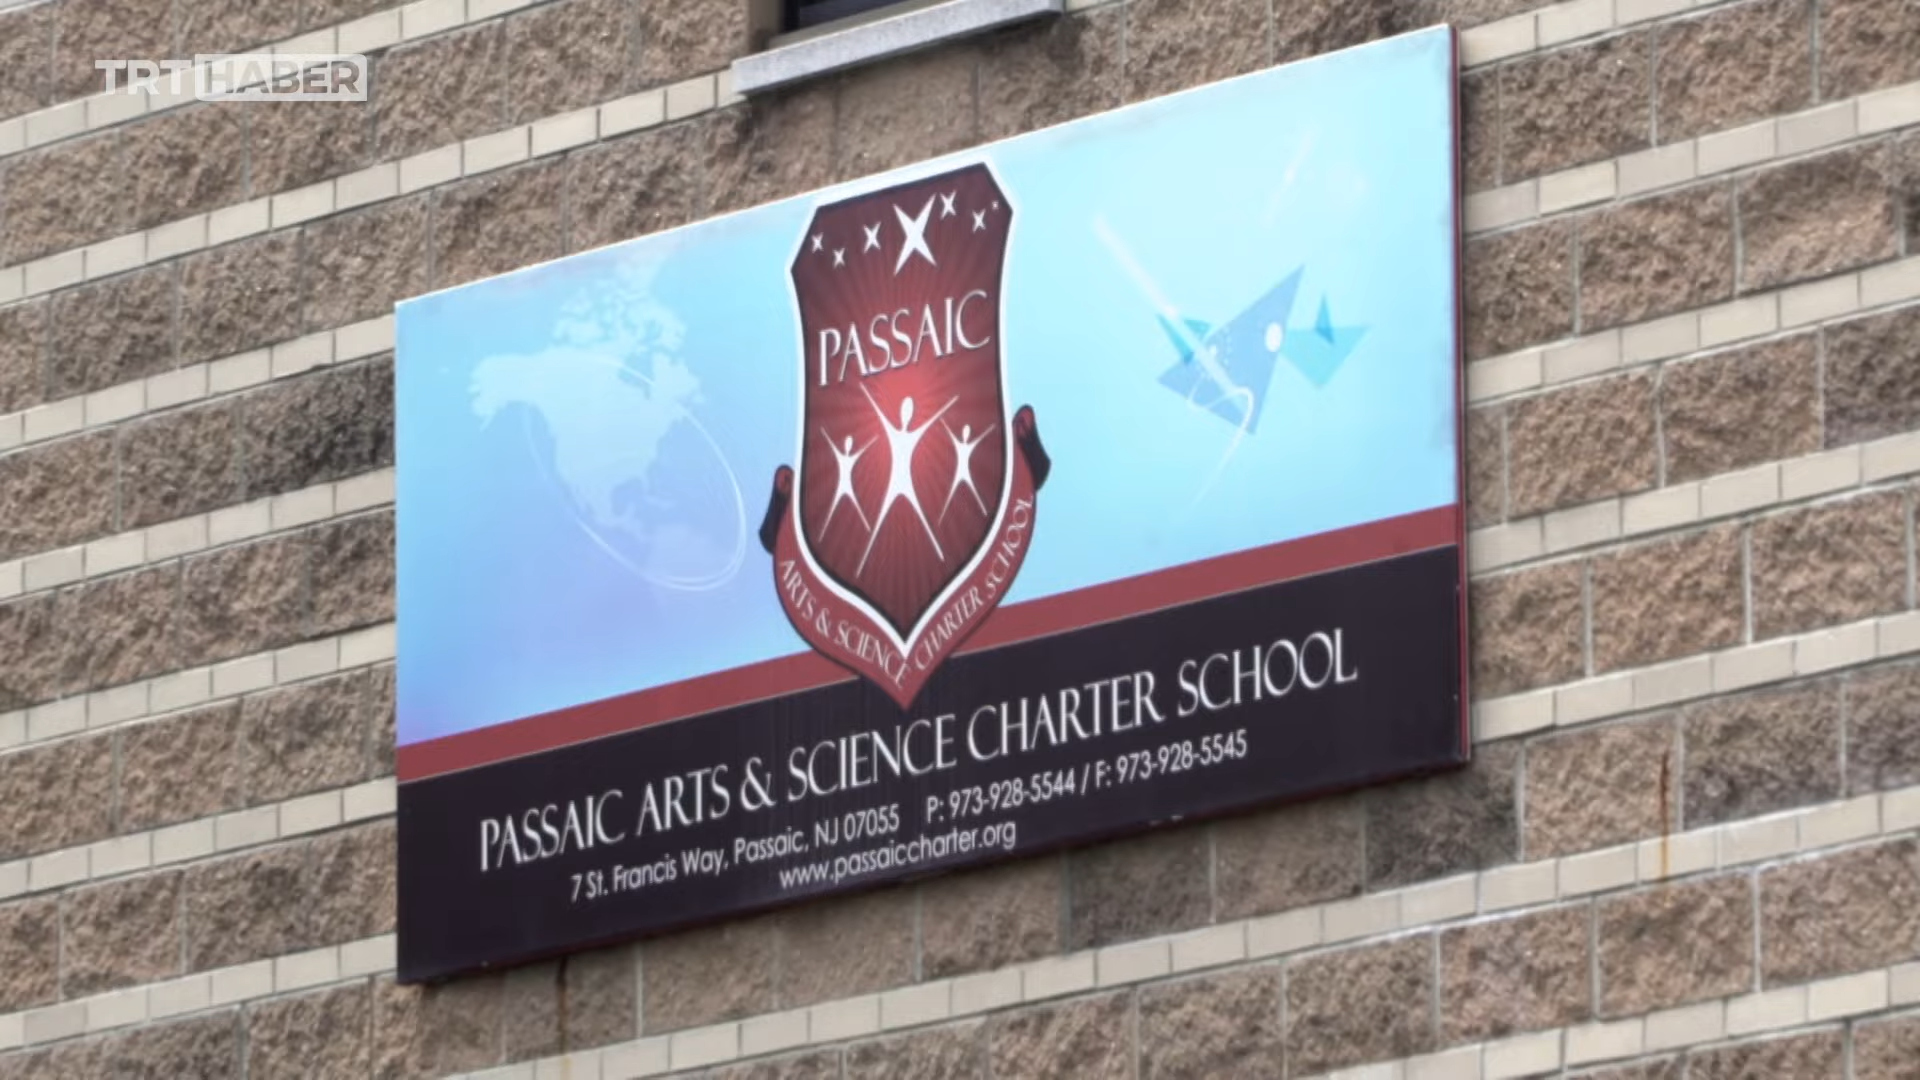 TRT HABER
PASSAIC
ARTS & SCIENCE CHARTER SCHOOL
PASSAIC ARTS & SCIENCE CHARTER SCHOOL
7 St. Francis Way, Passaic, NJ 07055 P: 973-928-5544 / F: 973-928-5545
www.passaiccharter.org